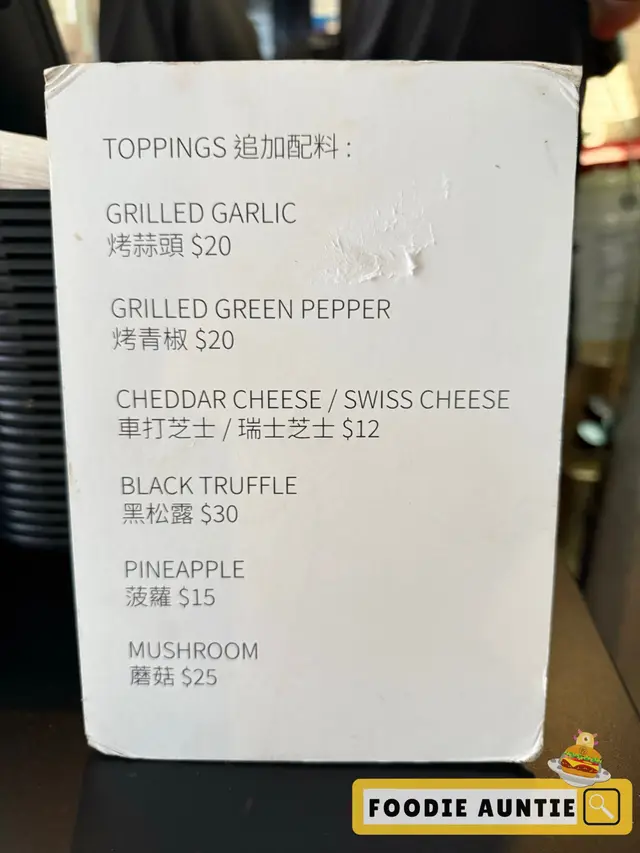 TOPPINGS 追加配料 :
GRILLED GARLIC
烤蒜頭 $20
GRILLED GREEN PEPPER
烤青椒 $20
CHEDDAR CHEESE / SWISS CHEESE
車打芝士 / 瑞士芝士 $12
BLACK TRUFFLE
黑松露 $30
PINEAPPLE
菠蘿 $15
MUSHROOM
蘑菇 $25
FOODIE AUNTIE